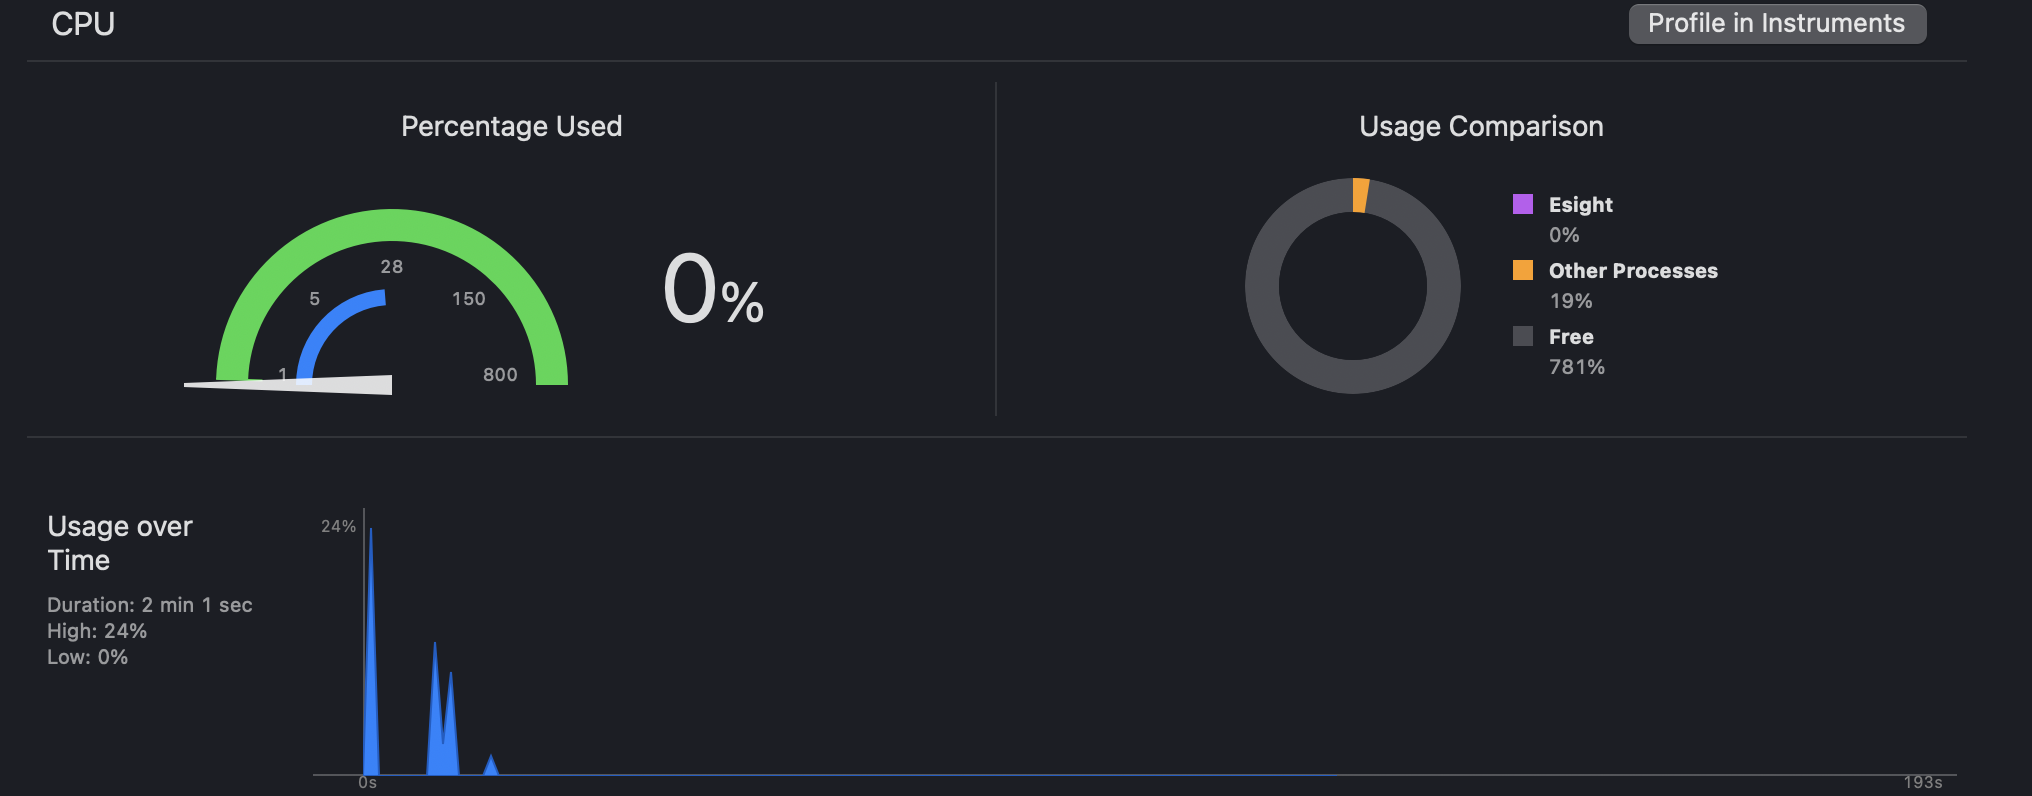 CPU
Profile in Instruments
Percentage Used
28
5
150
1
800
0%
Usage Comparison
Esight
0%
Other Processes
19%
Free
781%
Usage over
Time
Duration: 2 min 1 sec
High: 24%
Low: 0%
24%
0s
193s